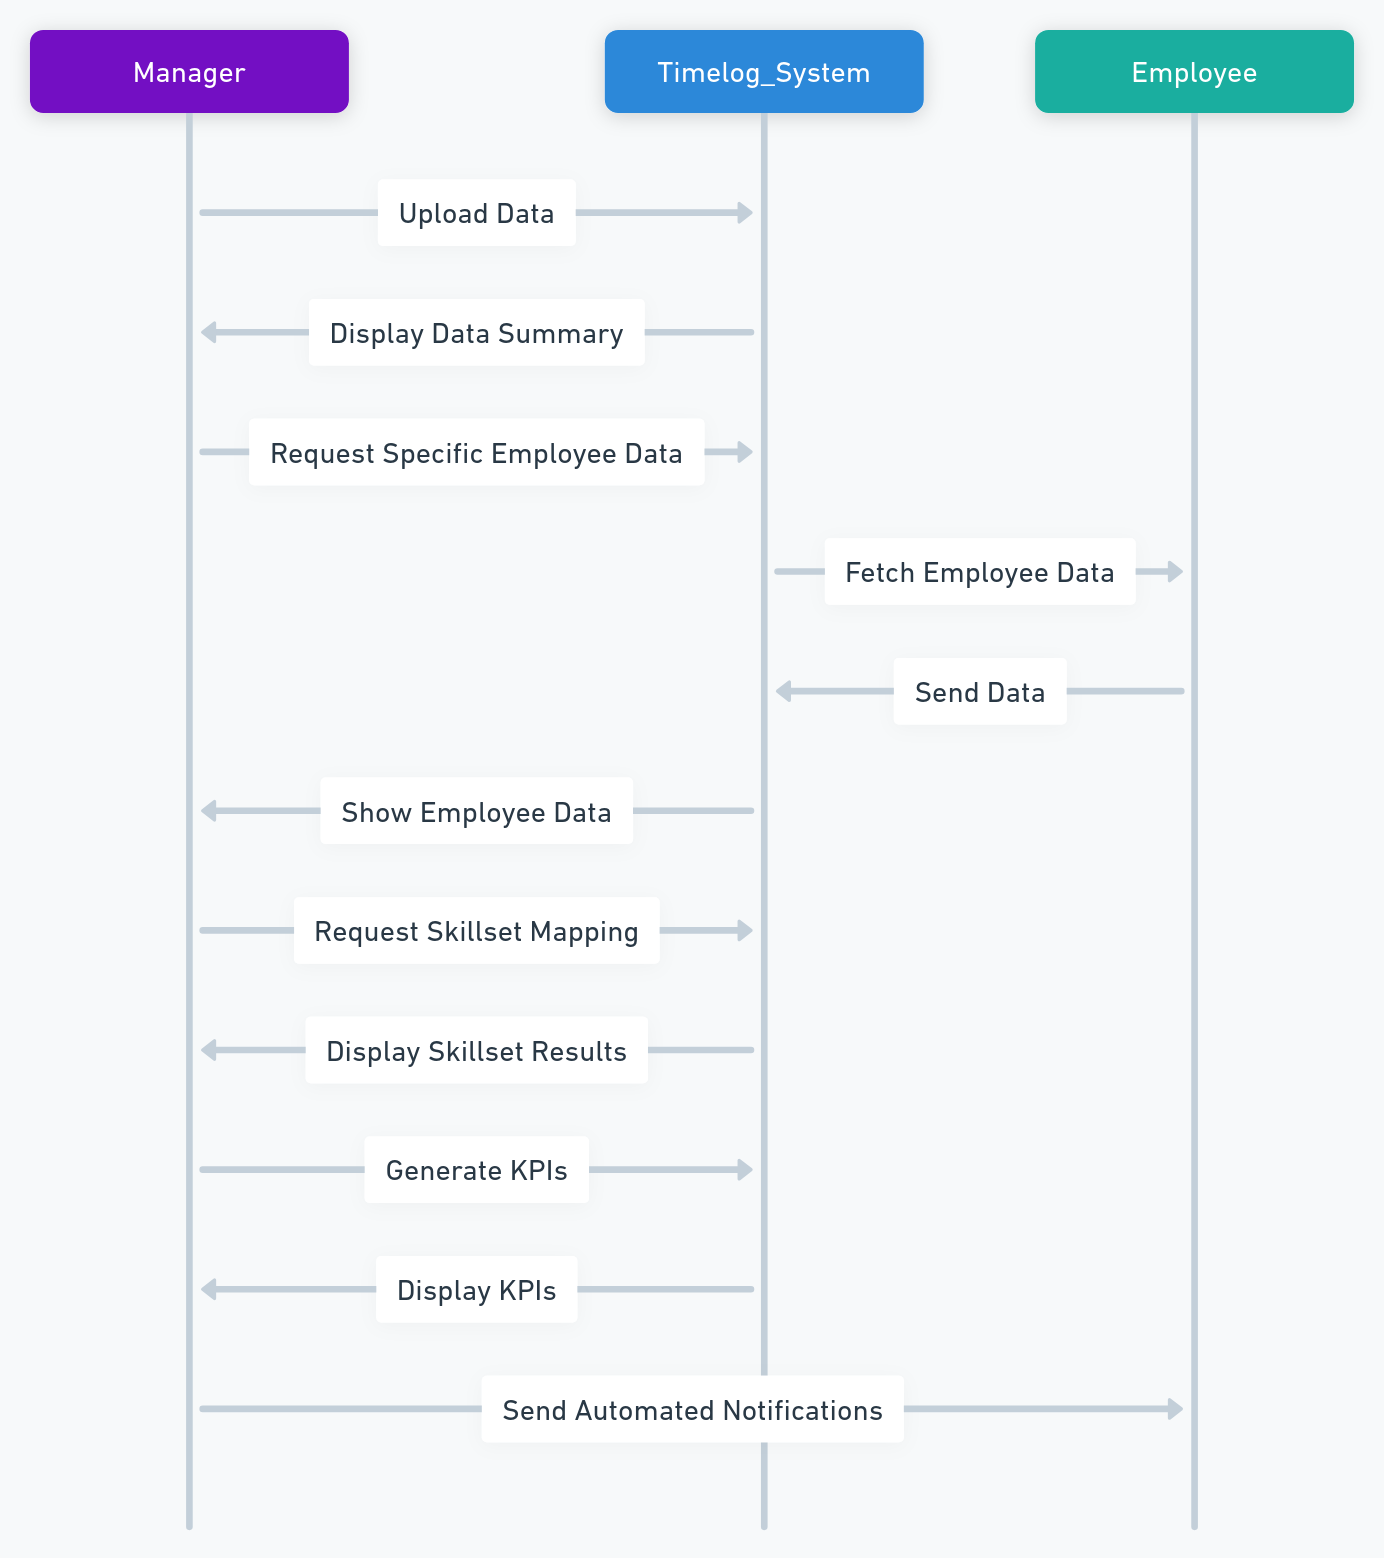 Manager
Timelog_System
Employee
Upload Data
Display Data Summary
Request Specific Employee Data
Fetch Employee Data
Send Data
Show Employee Data
Request Skillset Mapping
Display Skillset Results
Generate KPIs
Display KPIs
Send Automated Notifications